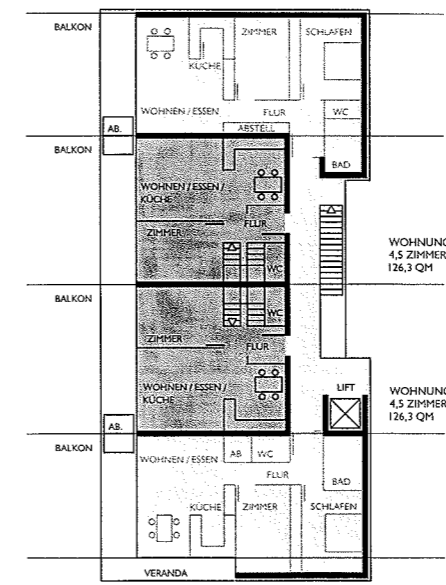 BALKON
ZIMMER
SCHLAFEN
KÜCHE
WOHNEN / ESSEN
FLUR
WC
AB.
ABSTELL
BALKON
BAD
WOHNEN / ESSEN /
KÜCHE
FLUR
ZIMMER
WC
WOHNUNG
4,5 ZIMMER
126,3 QM
BALKON
WC
ZIMMER
FLUR
WOHNEN / ESSEN /
KÜCHE
LIFT
WOHNUNG
4,5 ZIMMER
126,3 QM
AB.
BALKON
WOHNEN / ESSEN
AB
WC
FLUR
BAD
KÜCHE
ZIMMER
SCHLAFEN
VERANDA